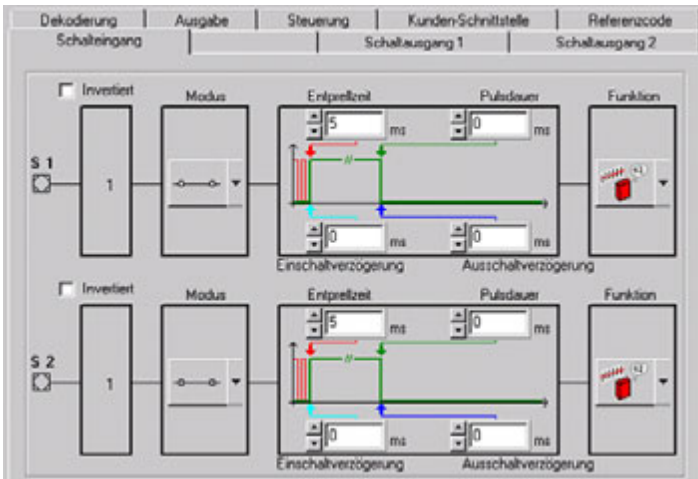 Dekodierung Ausgabe Steuerung Kunden-Schnittstelle Referenzcode
Schalteingang Schaltausgang 1 Schaltausgang 2
Invertiert Modus Entprellzeit Pulsdauer Funktion
5 ms 0 ms
S 1
1
+1
0 ms 0 ms
Einschaltverzögerung Ausschaltverzögerung
Invertiert Modus Entprellzeit Pulsdauer Funktion
5 ms 0 ms
S 2
1
+1
0 ms 0 ms
Einschaltverzögerung Ausschaltverzögerung